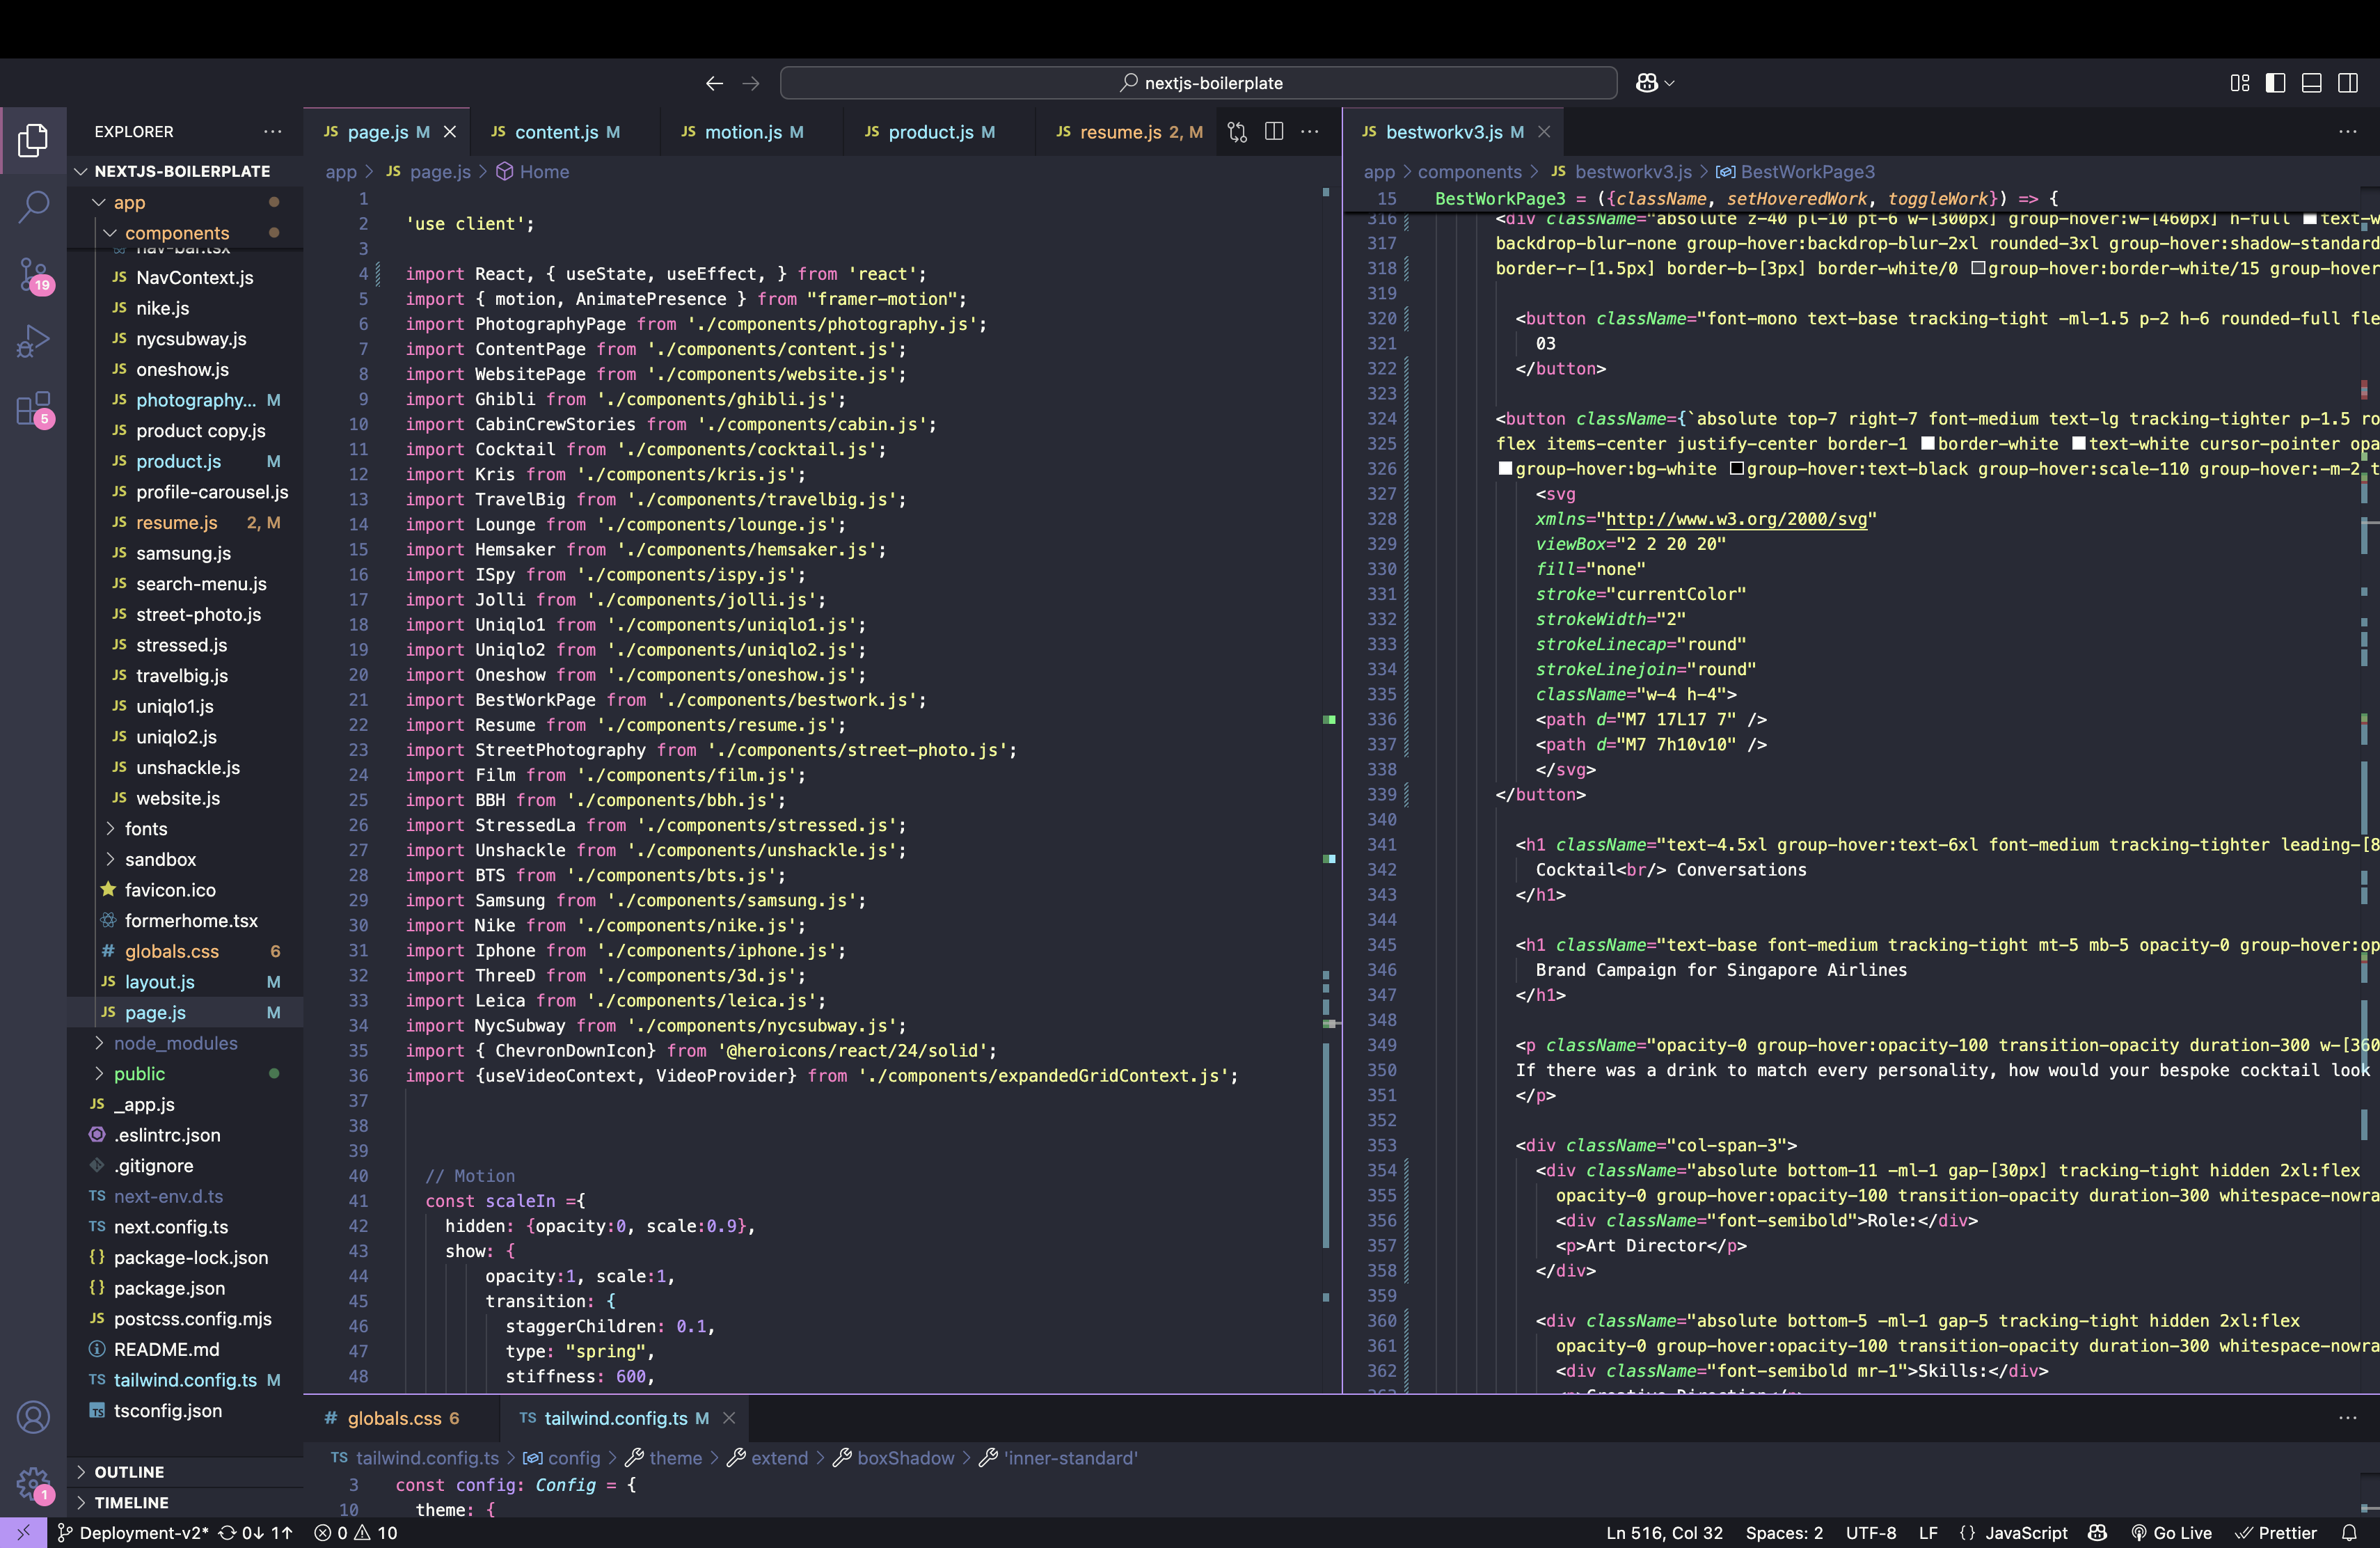 nextjs-boilerplate
EXPLORER
NEXTJS-BOILERPLATE
app
components
nav-bar.tsx
JS NavContext.js
JS nike.js
JS nycsubway.js
JS oneshow.js
JS photography... M
JS product copy.js
JS product.js M
JS profile-carousel.js
JS resume.js 2, M
JS samsung.js
JS search-menu.js
JS street-photo.js
JS stressed.js
JS travelbig.js
JS uniqlo1.js
JS uniqlo2.js
JS unshackle.js
JS website.js
fonts
sandbox
favicon.ico
formerhome.tsx
# globals.css 6
JS layout.js M
JS page.js M
node_modules
public
JS _app.js
.eslintrc.json
.gitignore
TS next-env.d.ts
TS next.config.ts
{} package-lock.json
{} package.json
JS postcss.config.mjs
README.md
TS tailwind.config.ts M
TS tsconfig.json
OUTLINE
TIMELINE
19
5
1
JS page.js M JS content.js M JS motion.js M JS product.js M JS resume.js 2, M
app > JS page.js > Home
1
2 'use client';
3
4 import React, { useState, useEffect, } from 'react';
5 import { motion, AnimatePresence } from "framer-motion";
6 import PhotographyPage from './components/photography.js';
7 import ContentPage from './components/content.js';
8 import WebsitePage from './components/website.js';
9 import Ghibli from './components/ghibli.js';
10 import CabinCrewStories from './components/cabin.js';
11 import Cocktail from './components/cocktail.js';
12 import Kris from './components/kris.js';
13 import TravelBig from './components/travelbig.js';
14 import Lounge from './components/lounge.js';
15 import Hemsaker from './components/hemsaker.js';
16 import ISpy from './components/ispy.js';
17 import Jolli from './components/jolli.js';
18 import Uniqlo1 from './components/uniqlo1.js';
19 import Uniqlo2 from './components/uniqlo2.js';
20 import Oneshow from './components/oneshow.js';
21 import BestWorkPage from './components/bestwork.js';
22 import Resume from './components/resume.js';
23 import StreetPhotography from './components/street-photo.js';
24 import Film from './components/film.js';
25 import BBH from './components/bbh.js';
26 import StressedLa from './components/stressed.js';
27 import Unshackle from './components/unshackle.js';
28 import BTS from './components/bts.js';
29 import Samsung from './components/samsung.js';
30 import Nike from './components/nike.js';
31 import Iphone from './components/iphone.js';
32 import ThreeD from './components/3d.js';
33 import Leica from './components/leica.js';
34 import NycSubway from './components/nycsubway.js';
35 import { ChevronDownIcon} from '@heroicons/react/24/solid';
36 import {useVideoContext, VideoProvider} from './components/expandedGridContext.js';
37
38
39
40 // Motion
41 const scaleIn ={
42 hidden: {opacity:0, scale:0.9},
43 show: {
44 opacity:1, scale:1,
45 transition: {
46 staggerChildren: 0.1,
47 type: "spring",
48 stiffness: 600,
JS bestworkv3.js M
app > components > JS bestworkv3.js > BestWorkPage3
15 BestWorkPage3 = ({className, setHoveredWork, toggleWork}) => {
316 <div className="absolute z-40 pl-10 pt-6 w-[300px] group-hover:w-[460px] h-full text-w
317 backdrop-blur-none group-hover:backdrop-blur-2xl rounded-3xl group-hover:shadow-standard
318 border-r-[1.5px] border-b-[3px] border-white/0 group-hover:border-white/15 group-hover
319
320 <button className="font-mono text-base tracking-tight -ml-1.5 p-2 h-6 rounded-full fle
321 03
322 </button>
323
324 <button className={`absolute top-7 right-7 font-medium text-lg tracking-tighter p-1.5 ro
325 flex items-center justify-center border-1 border-white text-white cursor-pointer opa
326 group-hover:bg-white group-hover:text-black group-hover:scale-110 group-hover:-m-2 t
327 <svg
328 xmlns="http://www.w3.org/2000/svg"
329 viewBox="2 2 20 20"
330 fill="none"
331 stroke="currentColor"
332 strokeWidth="2"
333 strokeLinecap="round"
334 strokeLinejoin="round"
335 className="w-4 h-4">
336 <path d="M7 17L17 7" />
337 <path d="M7 7h10v10" />
338 </svg>
339 </button>
340
341 <h1 className="text-4.5xl group-hover:text-6xl font-medium tracking-tighter leading-[8
342 Cocktail<br/> Conversations
343 </h1>
344
345 <h1 className="text-base font-medium tracking-tight mt-5 mb-5 opacity-0 group-hover:op
346 Brand Campaign for Singapore Airlines
347 </h1>
348
349 <p className="opacity-0 group-hover:opacity-100 transition-opacity duration-300 w-[360
350 If there was a drink to match every personality, how would your bespoke cocktail look
351 </p>
352
353 <div className="col-span-3">
354 <div className="absolute bottom-11 -ml-1 gap-[30px] tracking-tight hidden 2xl:flex
355 opacity-0 group-hover:opacity-100 transition-opacity duration-300 whitespace-nowra
356 <div className="font-semibold">Role:</div>
357 <p>Art Director</p>
358 </div>
359
360 <div className="absolute bottom-5 -ml-1 gap-5 tracking-tight hidden 2xl:flex
361 opacity-0 group-hover:opacity-100 transition-opacity duration-300 whitespace-nowra
362 <div className="font-semibold mr-1">Skills:</div>
# globals.css 6 TS tailwind.config.ts M
TS tailwind.config.ts > config > theme > extend > boxShadow > 'inner-standard'
3 const config: Config = {
10 theme: {
Deployment-v2* 0↓ 1↑ 0 10
Ln 516, Col 32 Spaces: 2 UTF-8 LF {} JavaScript Go Live Prettier